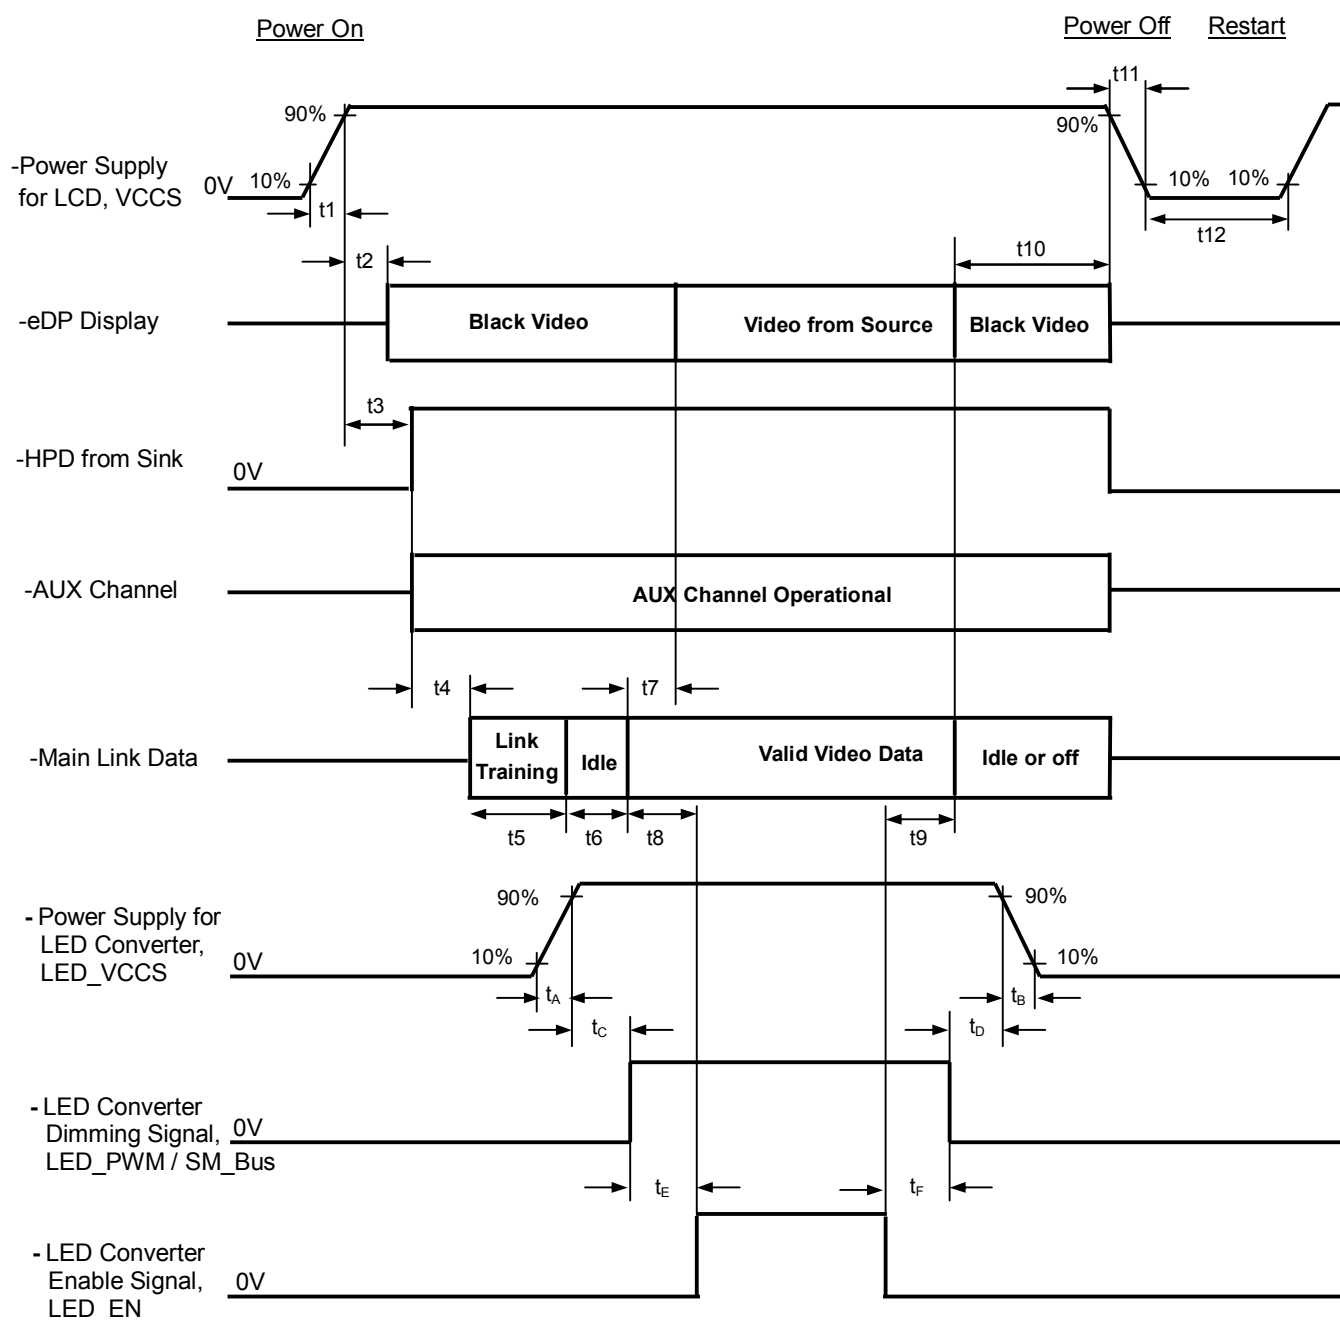 Power On
Power Off
Restart
t11
90%
90%
-Power Supply
for LCD, VCCS
0V
10%
10%
10%
t1
t12
t2
t10
-eDP Display
Black Video
Video from Source
Black Video
t3
-HPD from Sink
0V
-AUX Channel
AUX Channel Operational
t4
t7
-Main Link Data
Link
Training
Idle
Valid Video Data
Idle or off
t5
t6
t8
t9
90%
90%
- Power Supply for
LED Converter,
LED_VCCS
0V
10%
10%
tA
tB
tC
tD
- LED Converter
Dimming Signal,
LED_PWM / SM_Bus
0V
tE
tF
- LED Converter
Enable Signal,
LED_EN
0V